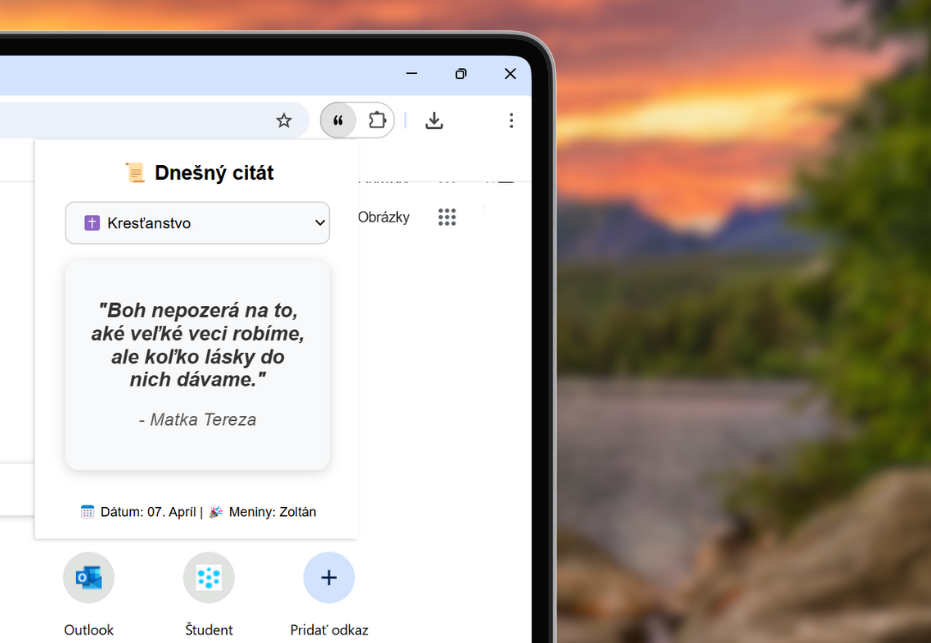 Dnešný citát
Kresťanstvo
Obrázky
"Boh nepozerá na to,
aké veľké veci robíme,
ale koľko lásky do
nich dávame."
- Matka Tereza
Dátum: 07. Apríl | Meniny: Zoltán
Outlook
Študent
Pridať odkaz